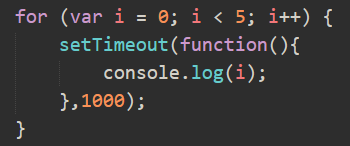 for (var i = 0; i < 5; i++) {
    setTimeout(function(){
        console.log(i);
    },1000);
}